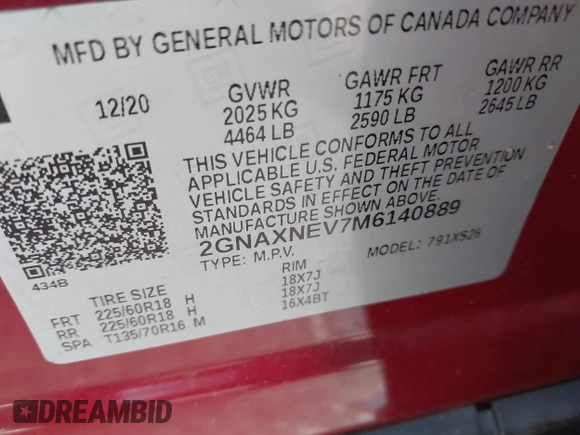 MFD BY GENERAL MOTORS OF CANADA COMPANY
12/20
GVWR
2025 KG
4464 LB
GAWR FRT
1175 KG
2590 LB
GAWR RR
1200 KG
2645 LB
THIS VEHICLE CONFORMS TO ALL
APPLICABLE U.S. FEDERAL MOTOR
VEHICLE SAFETY AND THEFT PREVENTION
STANDARDS IN EFFECT ON THE DATE OF
MANUFACTURE SHOWN ABOVE.
2GNAXNEV7M6140889
TYPE: M.P.V. MODEL: 791XS26
434B
TIRE SIZE RIM
FRT 225/60R18 H 18X7J
RR 225/60R18 H 18X7J
SPA T135/70R16 M 16X4BT
DREAMBID